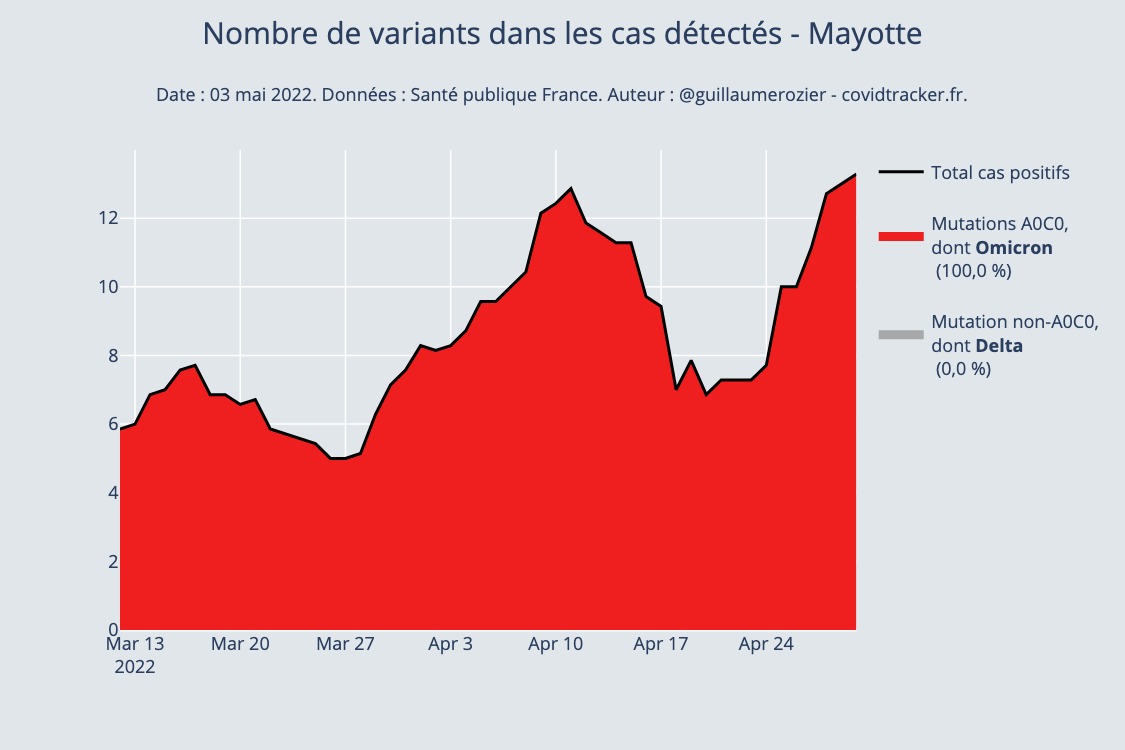 Nombre de variants dans les cas détectés - Mayotte
Date : 03 mai 2022. Données : Santé publique France. Auteur : @guillaumerozier - covidtracker.fr.
Total cas positifs
Mutations A0C0,
dont Omicron
(100,0 %)
Mutation non-A0C0,
dont Delta
(0,0 %)
12
10
8
6
4
2
0
Mar 13 Mar 20 Mar 27 Apr 3 Apr 10 Apr 17 Apr 24
2022